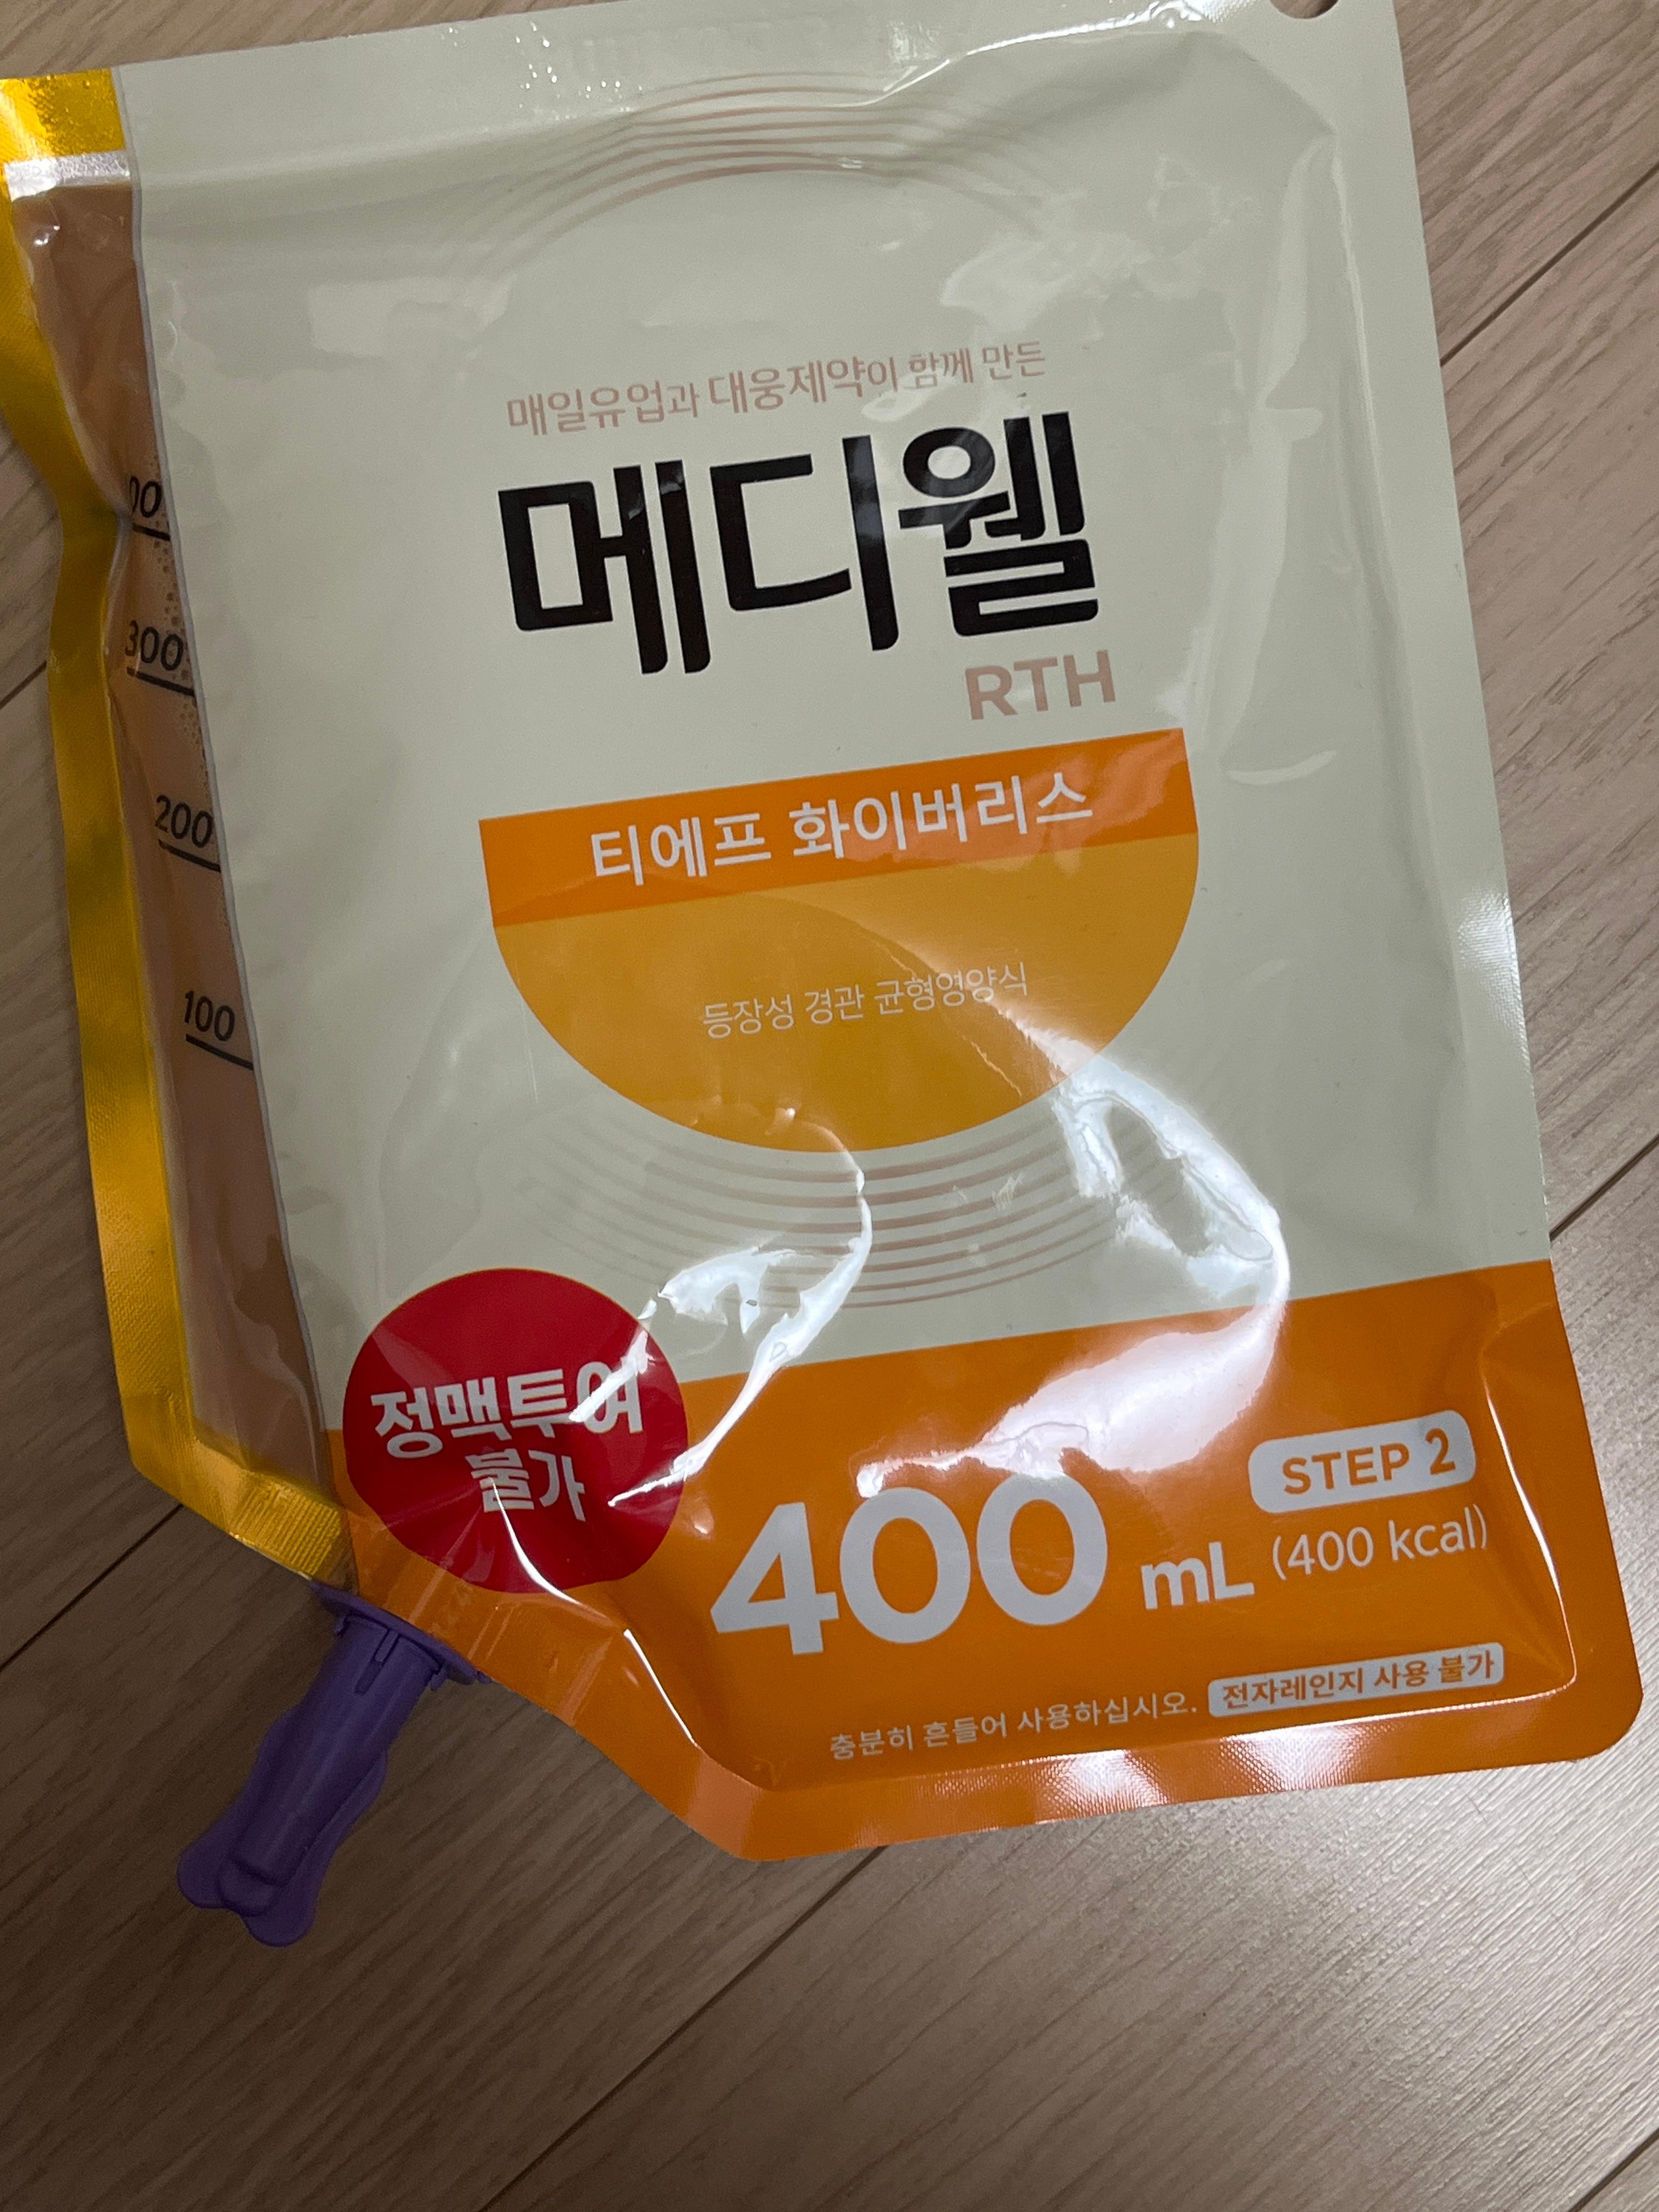 매일유업과 대웅제약이 함께 만든
메디웰
RTH
티에프 화이버리스
등장성 경관 균형영양식
00
300
200
100
정맥투여
불가
STEP 2
400 mL (400 kcal)
충분히 흔들어 사용하십시오. 전자레인지 사용 불가